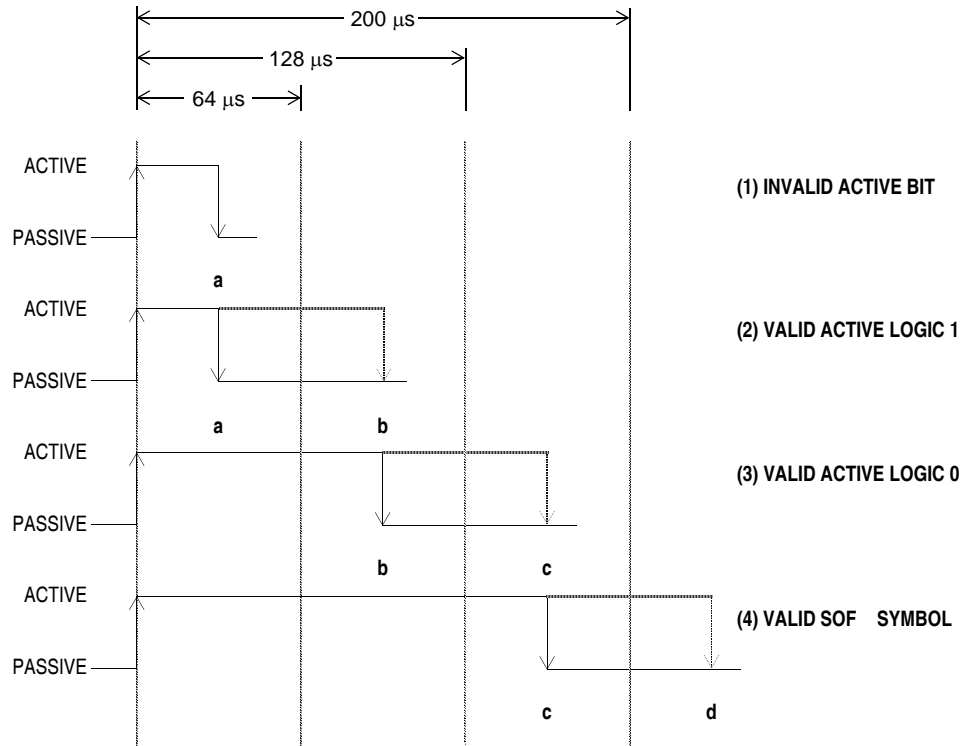 200 μs
128 μs
64 μs
ACTIVE
PASSIVE
(1) INVALID ACTIVE BIT
a
ACTIVE
PASSIVE
(2) VALID ACTIVE LOGIC 1
a b
ACTIVE
PASSIVE
(3) VALID ACTIVE LOGIC 0
b c
ACTIVE
PASSIVE
(4) VALID SOF SYMBOL
c d